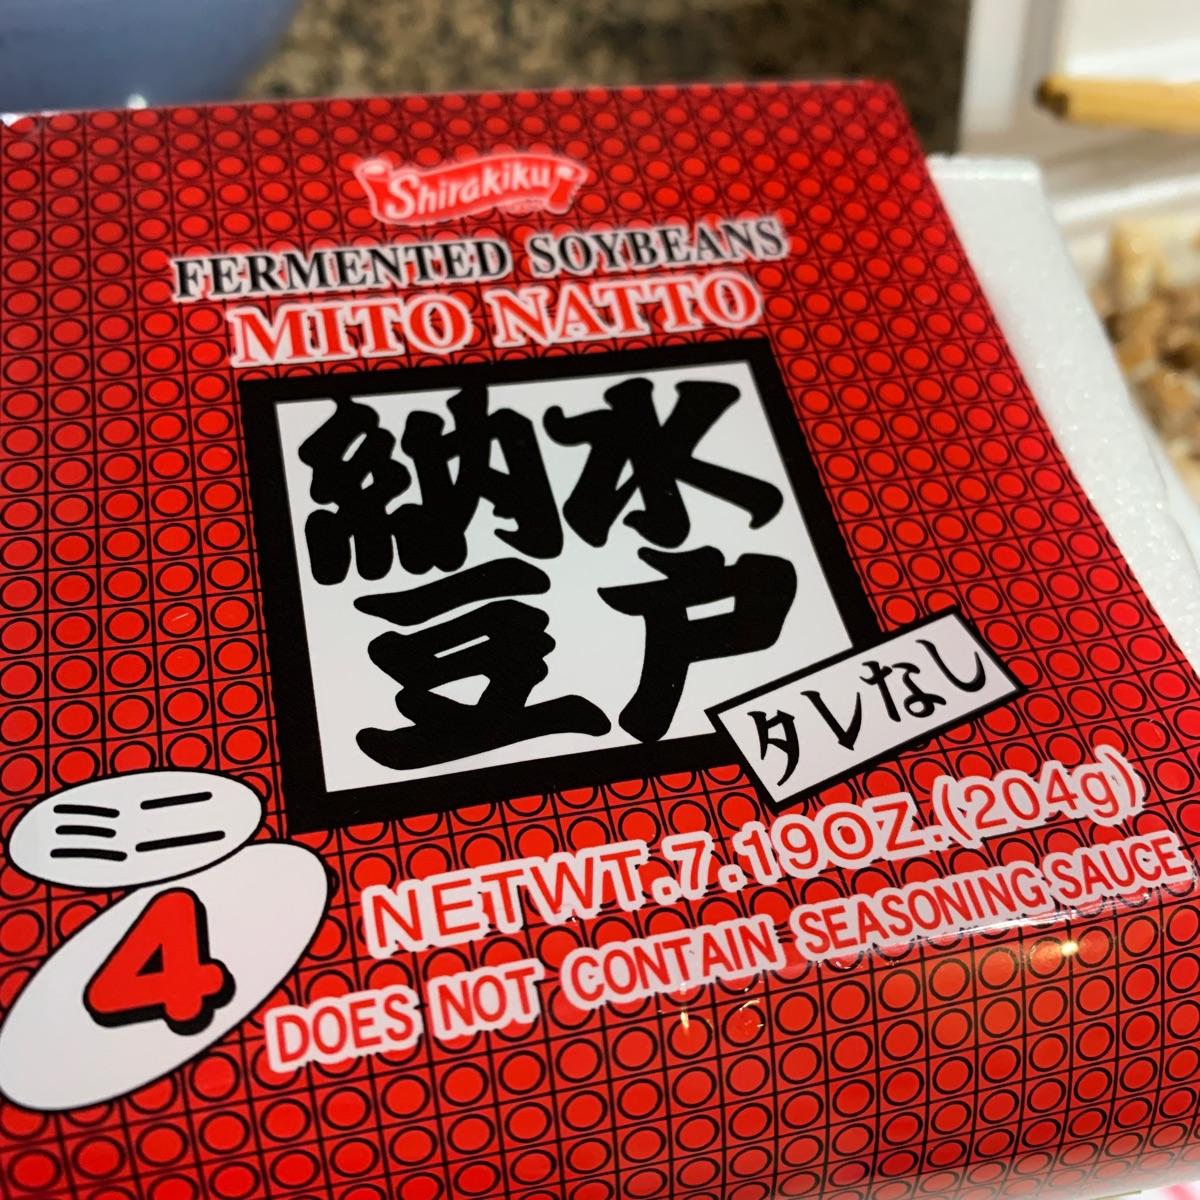 Shirakiku
FERMENTED SOYBEANS
MITO NATTO
水戸
納豆
タレなし
ミニ
4
NETWT.7.19OZ.(204g)
DOES NOT CONTAIN SEASONING SAUCE